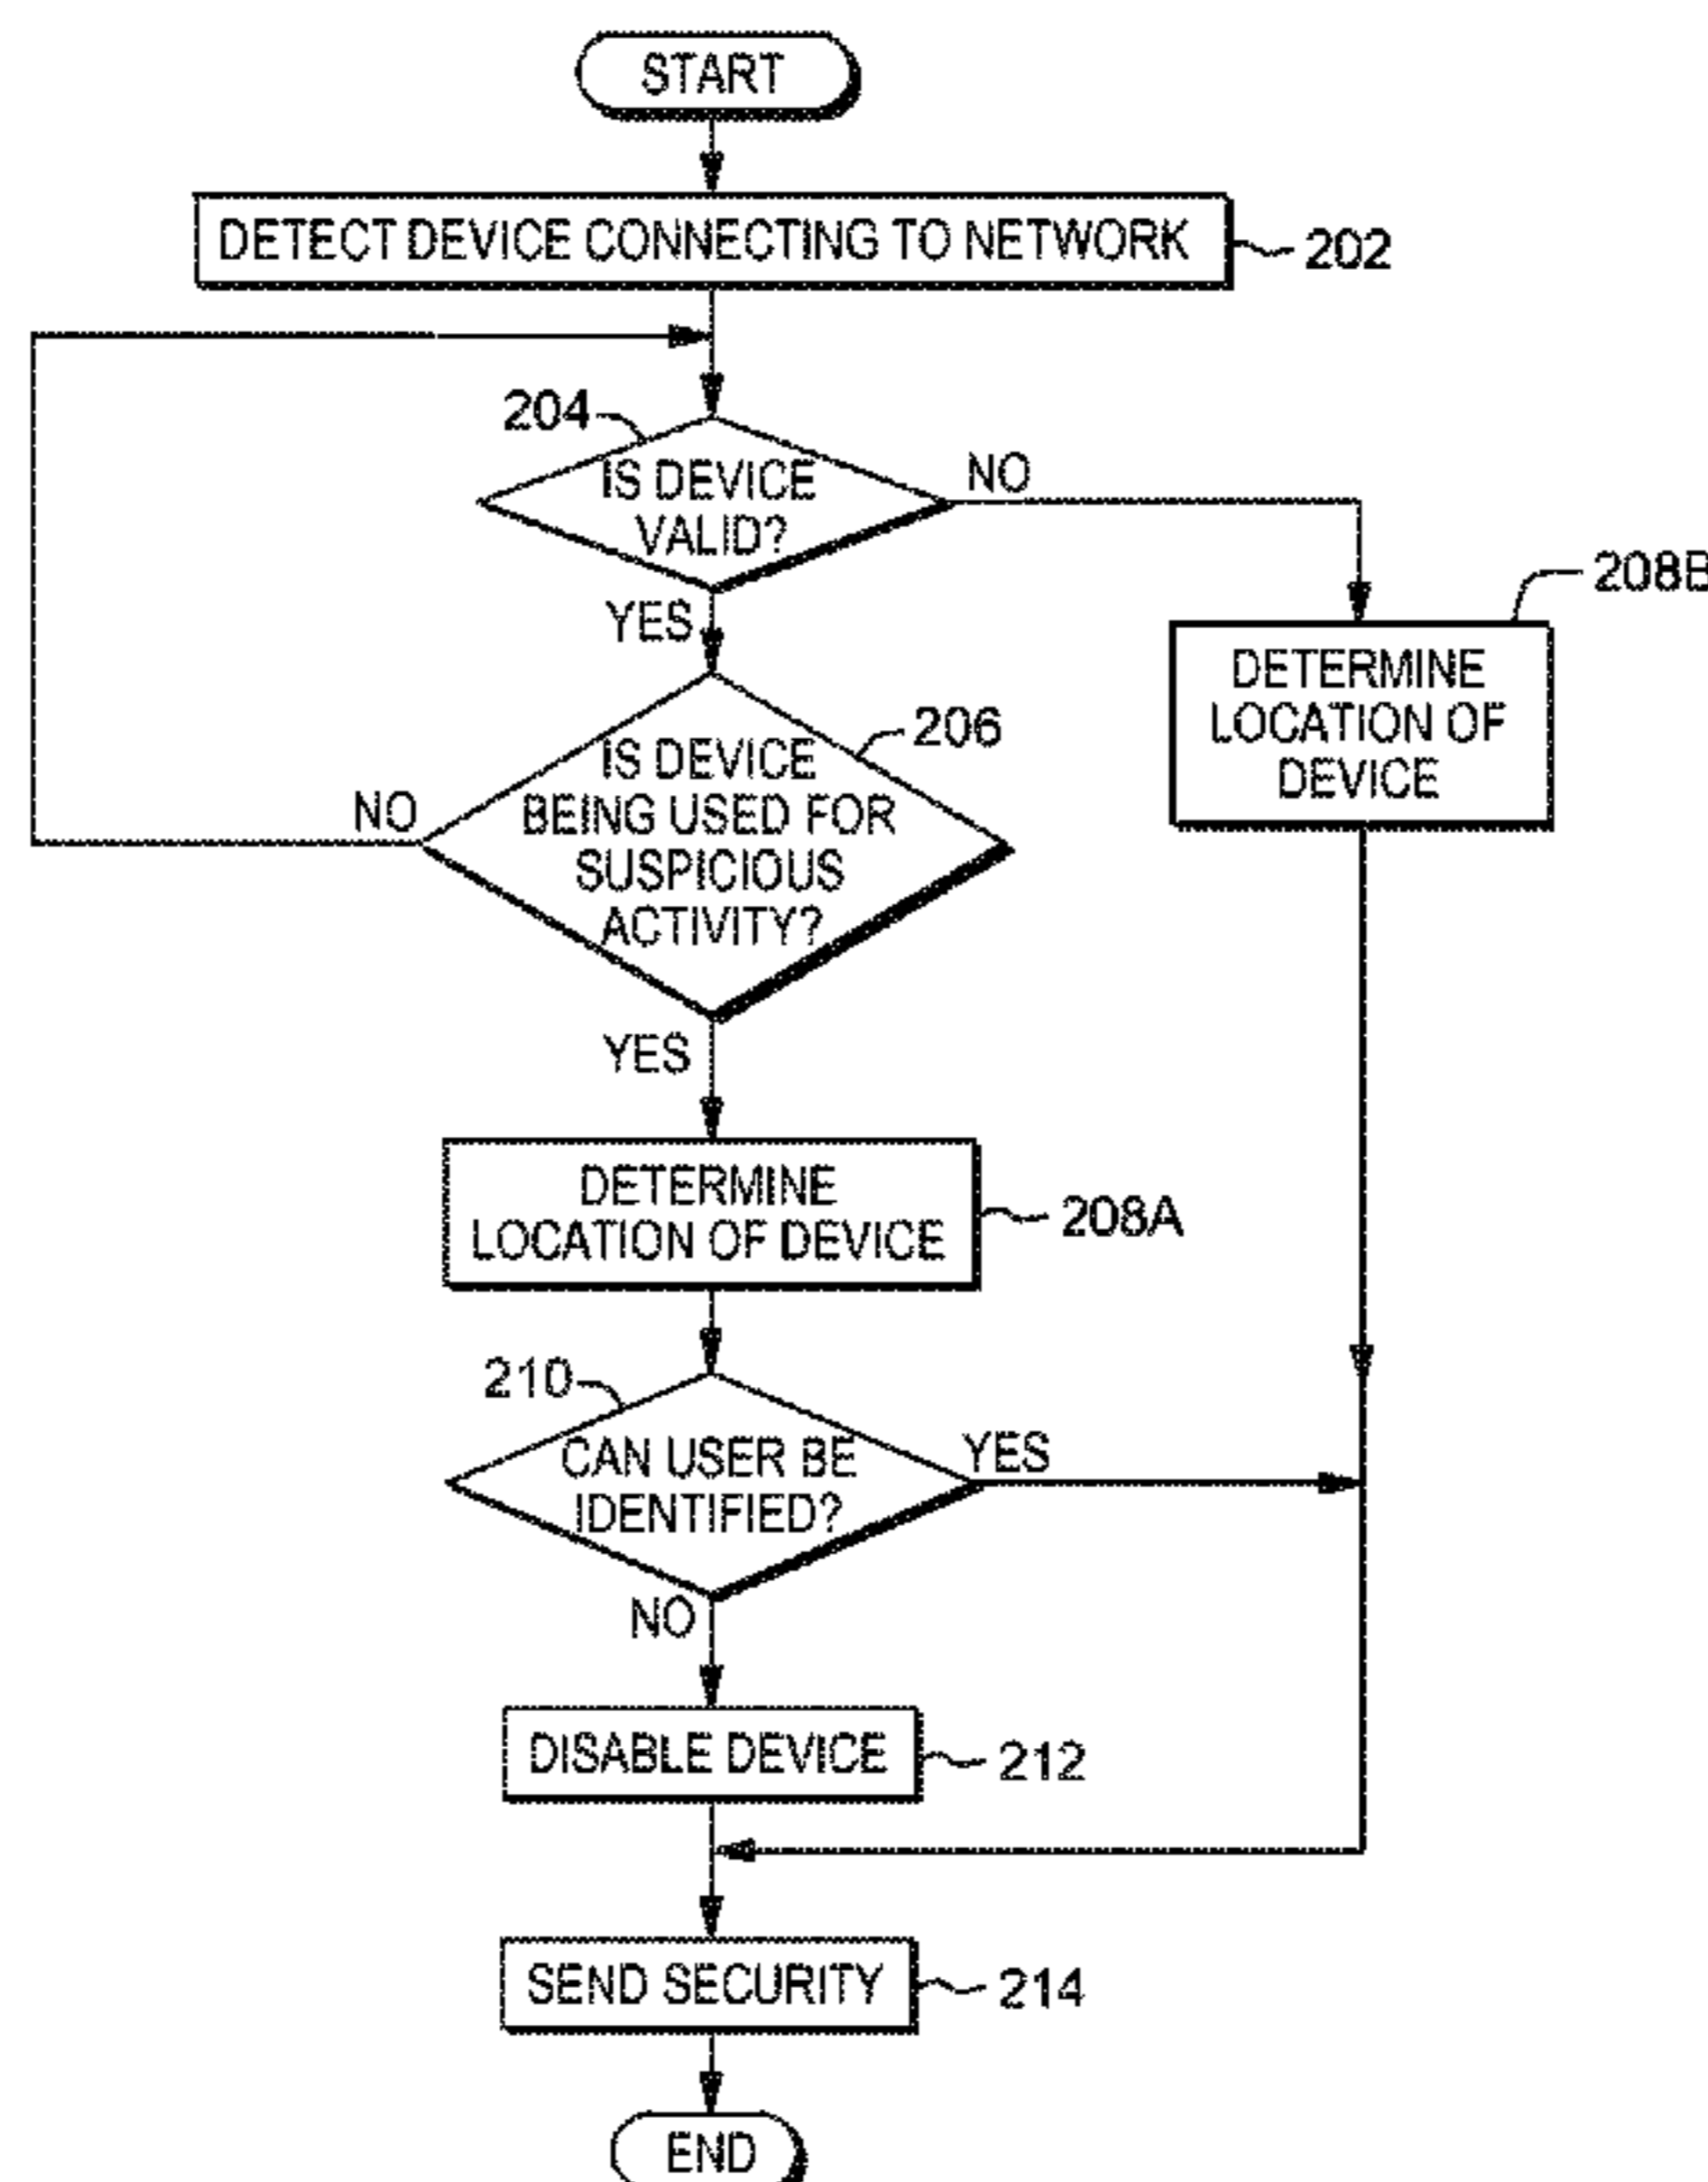 START
DETECT DEVICE CONNECTING TO NETWORK
202
204
IS DEVICE
VALID?
NO
YES
208B
DETERMINE
LOCATION OF
DEVICE
206
IS DEVICE
BEING USED FOR
SUSPICIOUS
ACTIVITY?
NO
YES
DETERMINE
LOCATION OF DEVICE
208A
210
CAN USER BE
IDENTIFIED?
YES
NO
DISABLE DEVICE
212
SEND SECURITY
214
END